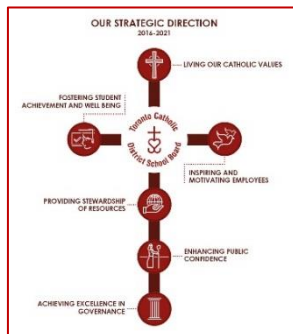 OUR STRATEGIC DIRECTION
2016-2021
LIVING OUR CATHOLIC VALUES
FOSTERING STUDENT
ACHIEVEMENT AND WELL BEING
Toronto Catholic
District School Board
INSPIRING AND
MOTIVATING EMPLOYEES
PROVIDING STEWARDSHIP
OF RESOURCES
ENHANCING PUBLIC
CONFIDENCE
ACHIEVING EXCELLENCE IN
GOVERNANCE